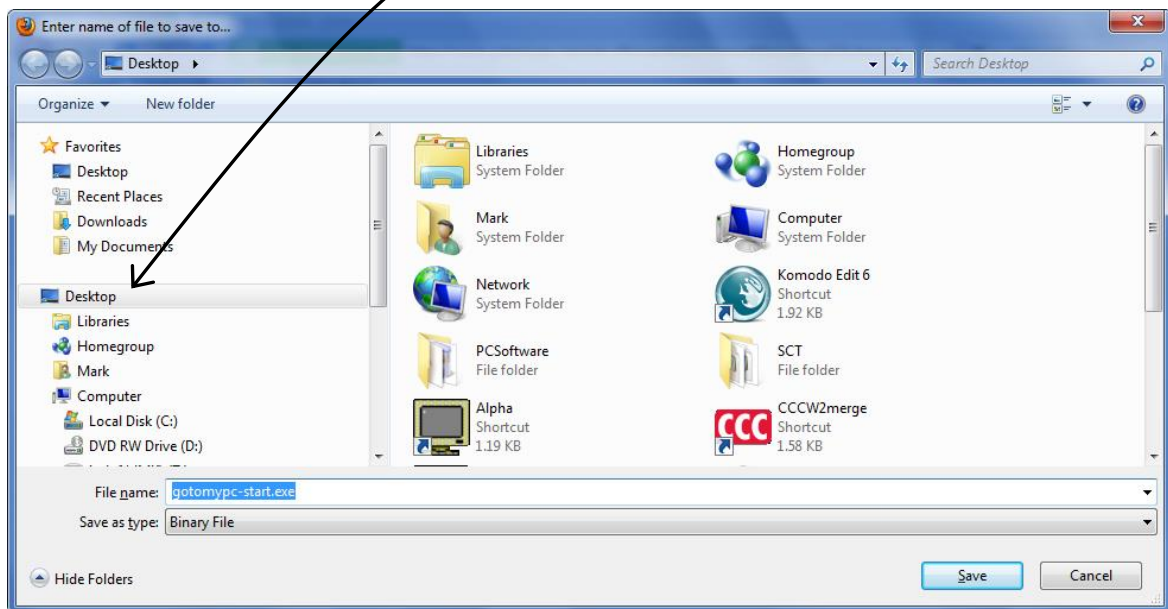 Enter name of file to save to...
Desktop
Search Desktop
Organize
New folder
Favorites
Desktop
Recent Places
Downloads
My Documents
Desktop
Libraries
Homegroup
Mark
Computer
Local Disk (C:)
DVD RW Drive (D:)
Libraries
System Folder
Homegroup
System Folder
Mark
System Folder
Computer
System Folder
Network
System Folder
Komodo Edit 6
Shortcut
1.92 KB
PCSoftware
File folder
SCT
File folder
Alpha
Shortcut
1.19 KB
CCC
CCCW2merge
Shortcut
1.58 KB
File name: gotomypc-start.exe
Save as type: Binary File
Hide Folders
Save
Cancel